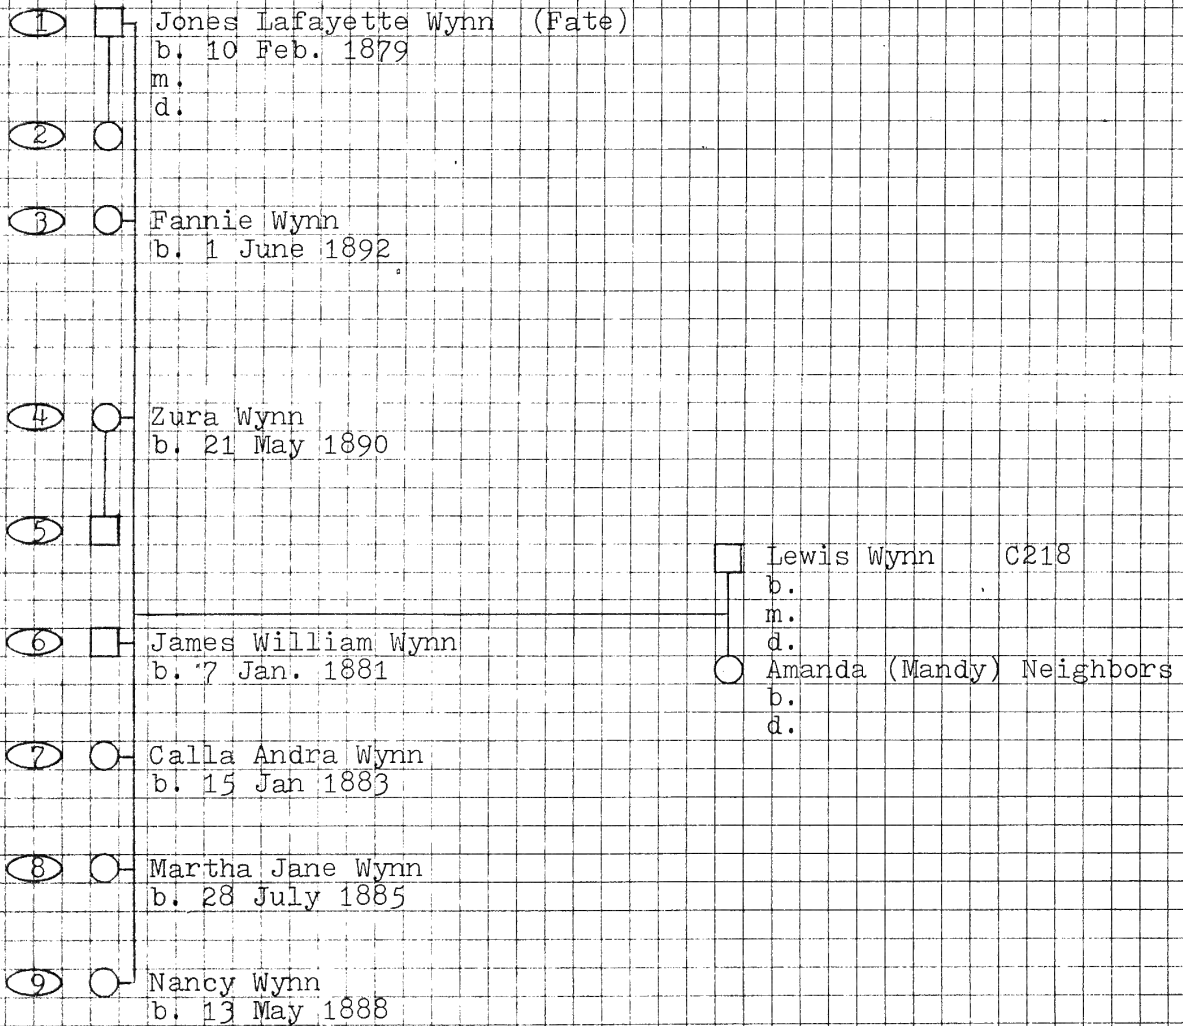 1 Jones Lafayette Wynn (Fate)
b. 10 Feb. 1879
m.
d.
2
3 Fannie Wynn
b. 1 June 1892
4 Zura Wynn
b. 21 May 1890
5
Lewis Wynn C218
b.
m.
d.
Amanda (Mandy) Neighbors
b.
d.
6 James William Wynn
b. 7 Jan. 1881
7 Calla Andra Wynn
b. 15 Jan 1883
8 Martha Jane Wynn
b. 28 July 1885
9 Nancy Wynn
b. 13 May 1888